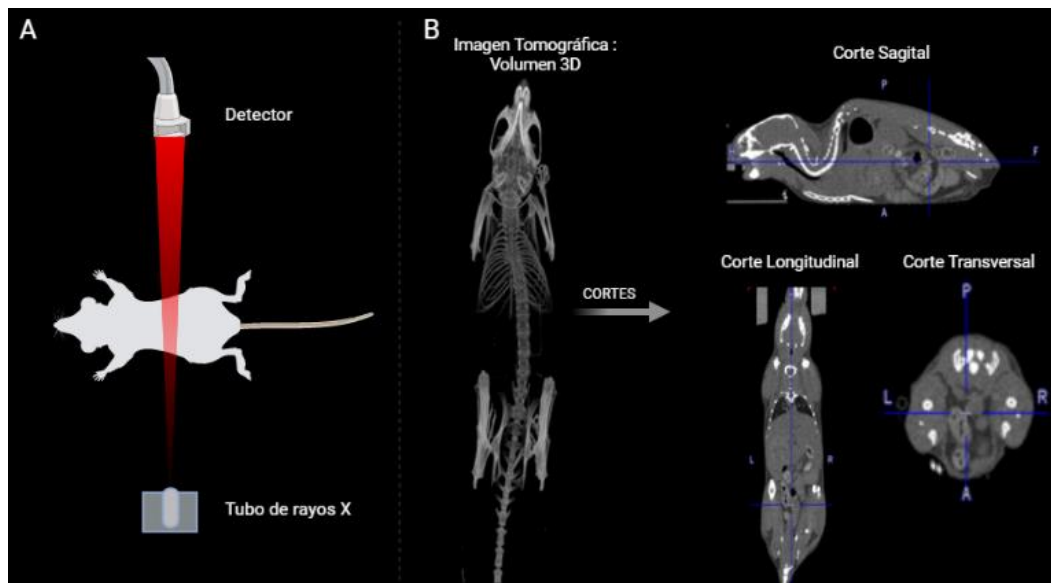 A
Detector
Tubo de rayos X
B
Imagen Tomográfica :
Volumen 3D
CORTES
Corte Sagital
P
H
F
A
Corte Longitudinal
L
R
Corte Transversal
P
L
R
A